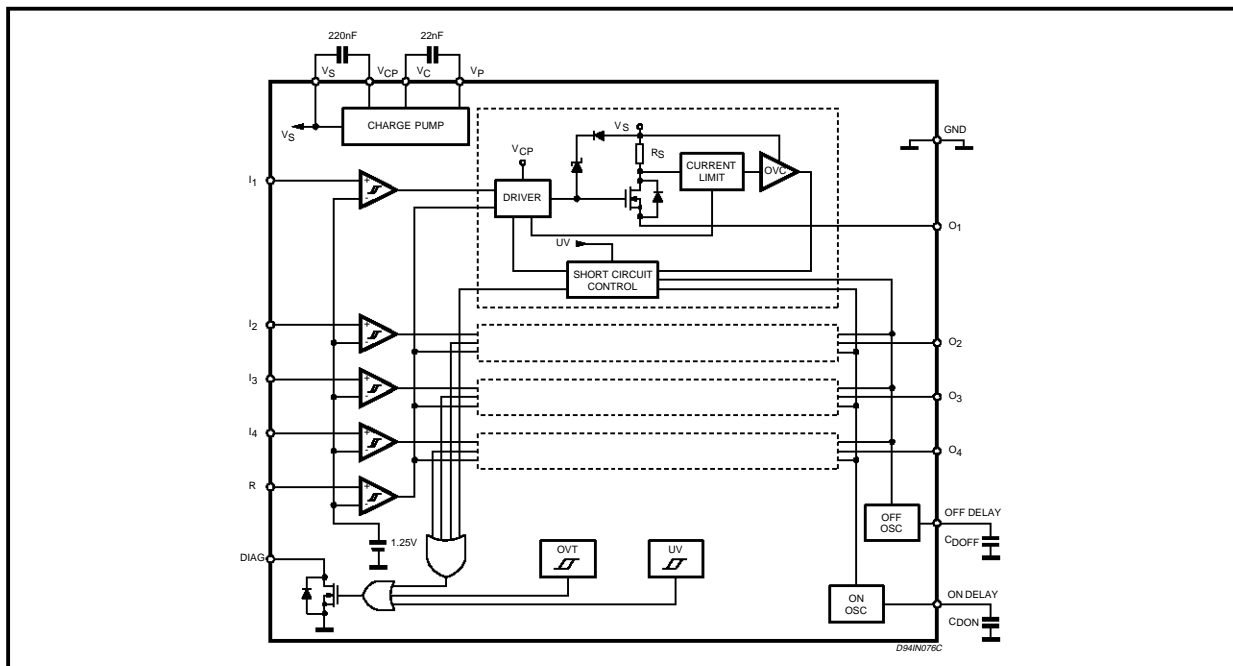 220nF 22nF
VS VCP VC VP
CHARGE PUMP
VS
GND
VS
RS
VCP
CURRENT
LIMIT
OVC
DRIVER
I1
+
-
O1
UV
SHORT CIRCUIT
CONTROL
I2
+
-
O2
I3
+
-
O3
I4
+
-
O4
R
+
-
OFF
OSC
OFF DELAY
CDOFF
1.25V
DIAG
OVT
UV
ON
OSC
ON DELAY
CDON
D94IN076C